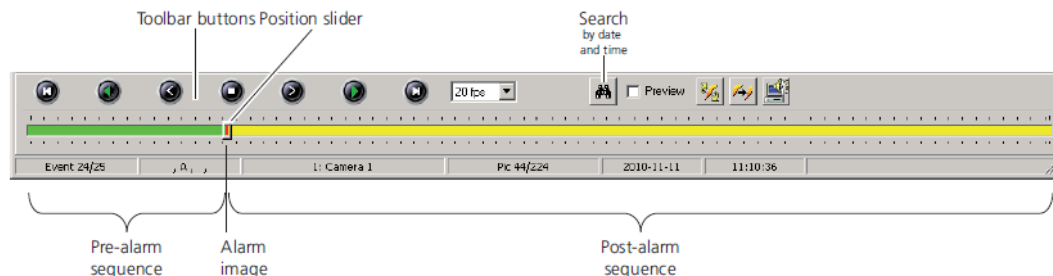 Toolbar buttons Position slider
Search
by date
and time
20 fps
Preview
Event 24/25
, A, ,
1: Camera 1
Pic 44/224
2010-11-11
11:10:36
Pre-alarm
sequence
Alarm
image
Post-alarm
sequence